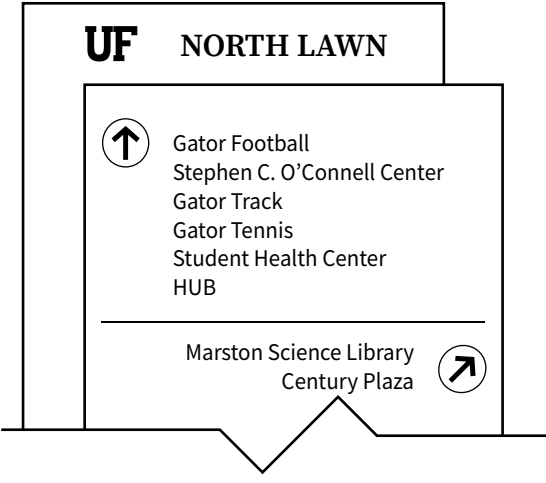 UF NORTH LAWN
Gator Football
Stephen C. O’Connell Center
Gator Track
Gator Tennis
Student Health Center
HUB
Marston Science Library
Century Plaza